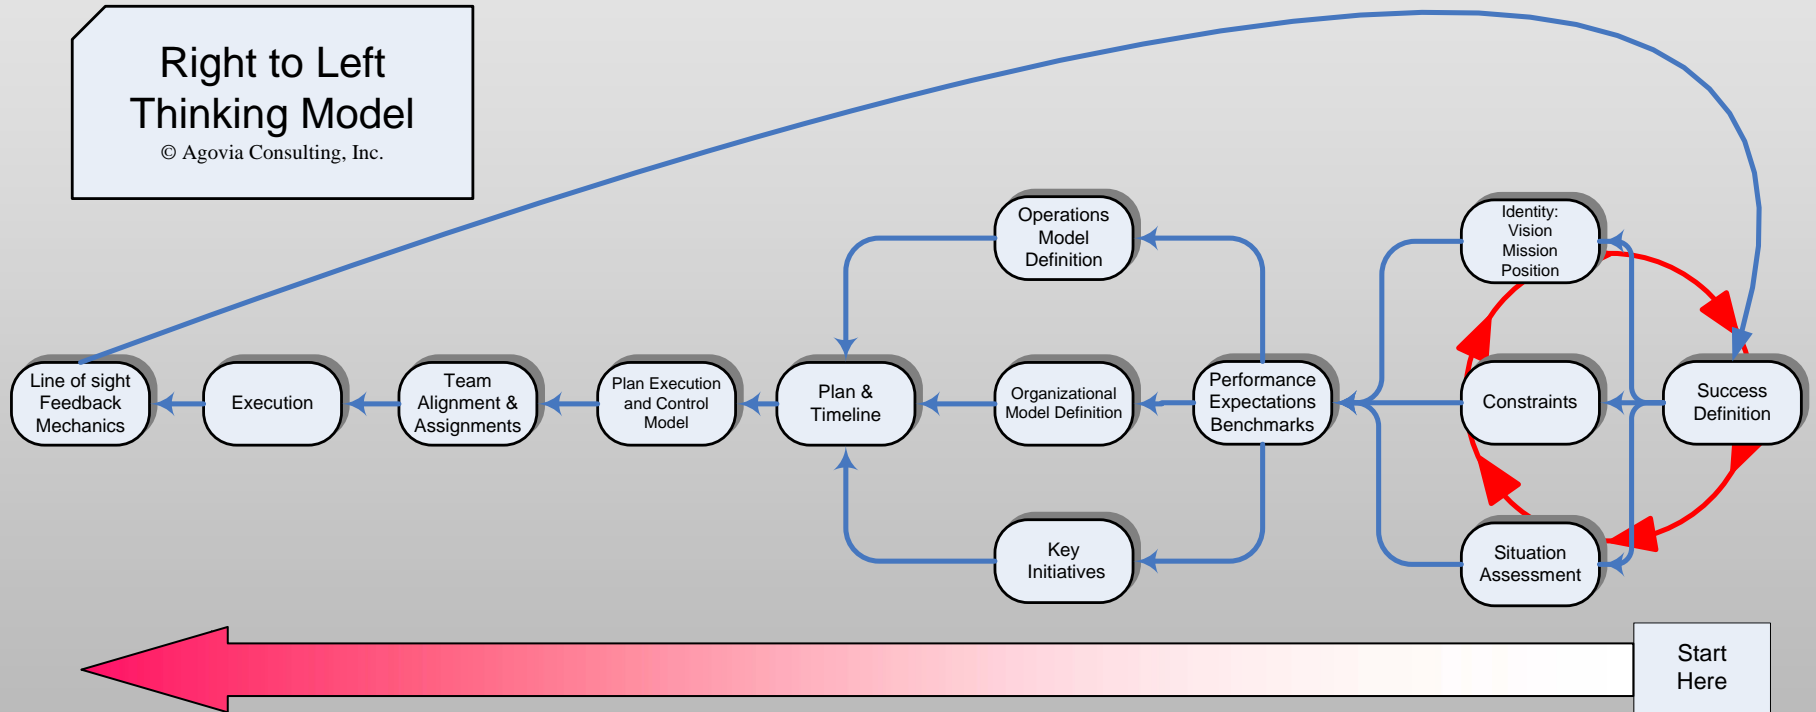 Right to Left
Thinking Model
© Agovia Consulting, Inc.
Operations
Model
Definition
Identity:
Vision
Mission
Position
Line of sight
Feedback
Mechanics
Execution
Team
Alignment &
Assignments
Plan Execution
and Control
Model
Plan &
Timeline
Organizational
Model Definition
Performance
Expectations
Benchmarks
Constraints
Success
Definition
Key
Initiatives
Situation
Assessment
Start
Here